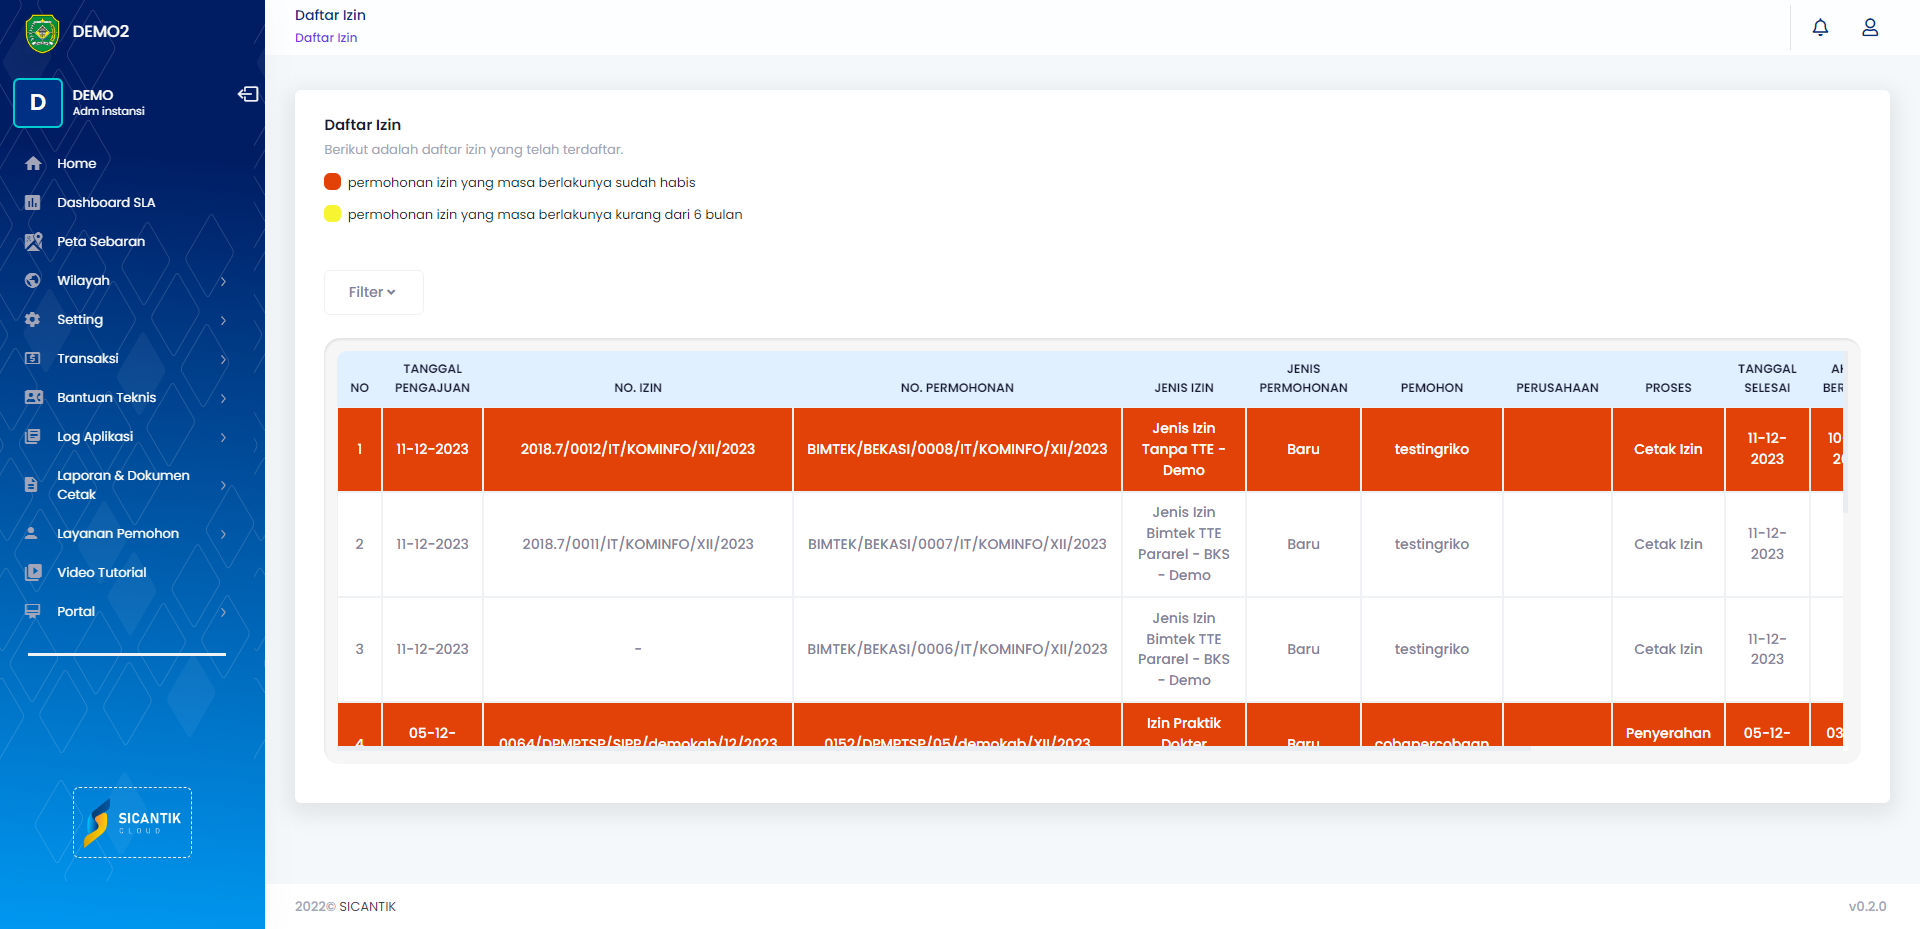 DEMO2
D
DEMO
Adm instansi
Home
Dashboard SLA
Peta Sebaran
Wilayah
Setting
Transaksi
Bantuan Teknis
Log Aplikasi
Laporan & Dokumen
Cetak
Layanan Pemohon
Video Tutorial
Portal
SICANTIK
CLOUD
Daftar Izin
Daftar Izin
Daftar Izin
Berikut adalah daftar izin yang telah terdaftar.
permohonan izin yang masa berlakunya sudah habis
permohonan izin yang masa berlakunya kurang dari 6 bulan
Filter
NO
TANGGAL
PENGAJUAN
NO. IZIN
NO. PERMOHONAN
JENIS IZIN
JENIS
PERMOHONAN
PEMOHON
PERUSAHAAN
PROSES
TANGGAL
SELESAI
BER
1
11-12-2023
2018.7/0012/IT/KOMINFO/XII/2023
BIMTEK/BEKASI/0008/IT/KOMINFO/XII/2023
Jenis Izin
Tanpa TTE -
Demo
Baru
testingriko
Cetak Izin
11-12-
2023
10
2
11-12-2023
2018.7/0011/IT/KOMINFO/XII/2023
BIMTEK/BEKASI/0007/IT/KOMINFO/XII/2023
Jenis Izin
Bimtek TTE
Pararel - BKS
- Demo
Baru
testingriko
Cetak Izin
11-12-
2023
3
11-12-2023
-
BIMTEK/BEKASI/0006/IT/KOMINFO/XII/2023
Jenis Izin
Bimtek TTE
Pararel - BKS
- Demo
Baru
testingriko
Cetak Izin
11-12-
2023
4
05-12-
0064/DPMPTSP/SIPP/demokab/12/2023
0152/DPMPTSP/05/demokab/XII/2023
Izin Praktik
Dokter
Baru
cobapercobaan
Penyerahan
05-12-
03
2022© SICANTIK
v0.2.0